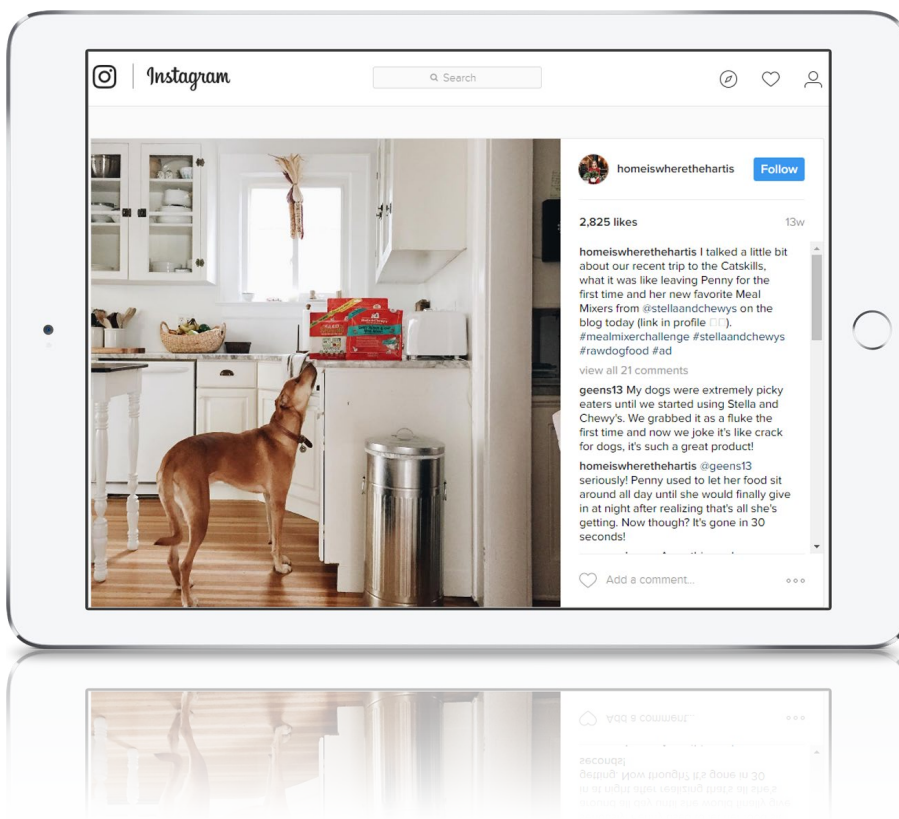 Instagram
Search
homeiswherethehartis
Follow
2,825 likes
13w
homeiswherethehartis I talked a little bit
about our recent trip to the Catskills,
what it was like leaving Penny for the
first time and her new favorite Meal
Mixers from @stellaandchewys on the
blog today (link in profile
).
#mealmixerchallenge #stellaandchewys
#rawdogfood #ad
view all 21 comments
geens13 My dogs were extremely picky
eaters until we started using Stella and
Chewy's. We grabbed it as a fluke the
first time and now we joke it's like crack
for dogs, it's such a great product!
homeiswherethehartis @geens13
seriously! Penny used to let her food sit
around all day until she would finally give
in at night after realizing that's all she's
getting. Now though? It's gone in 30
seconds!
Add a comment...